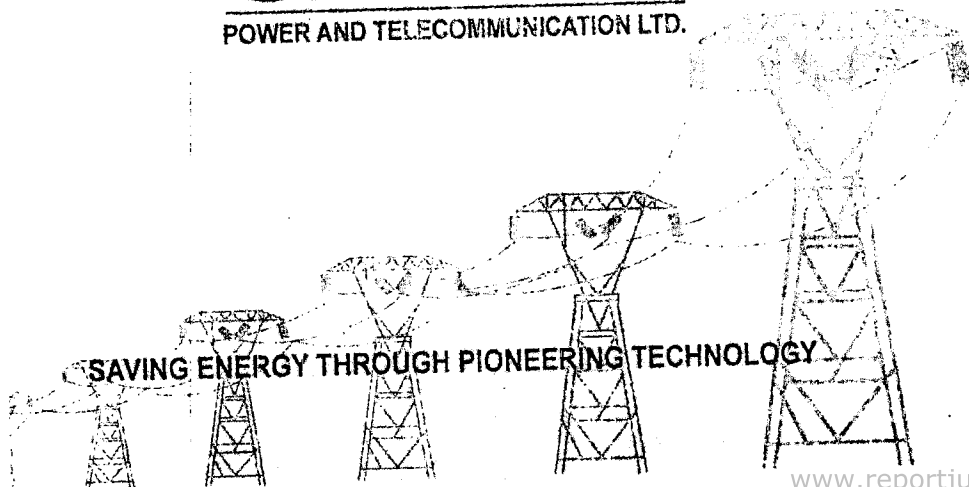 POWER AND TELECOMMUNICATION LTD.
SAVING ENERGY THROUGH PIONEERING TECHNOLOGY